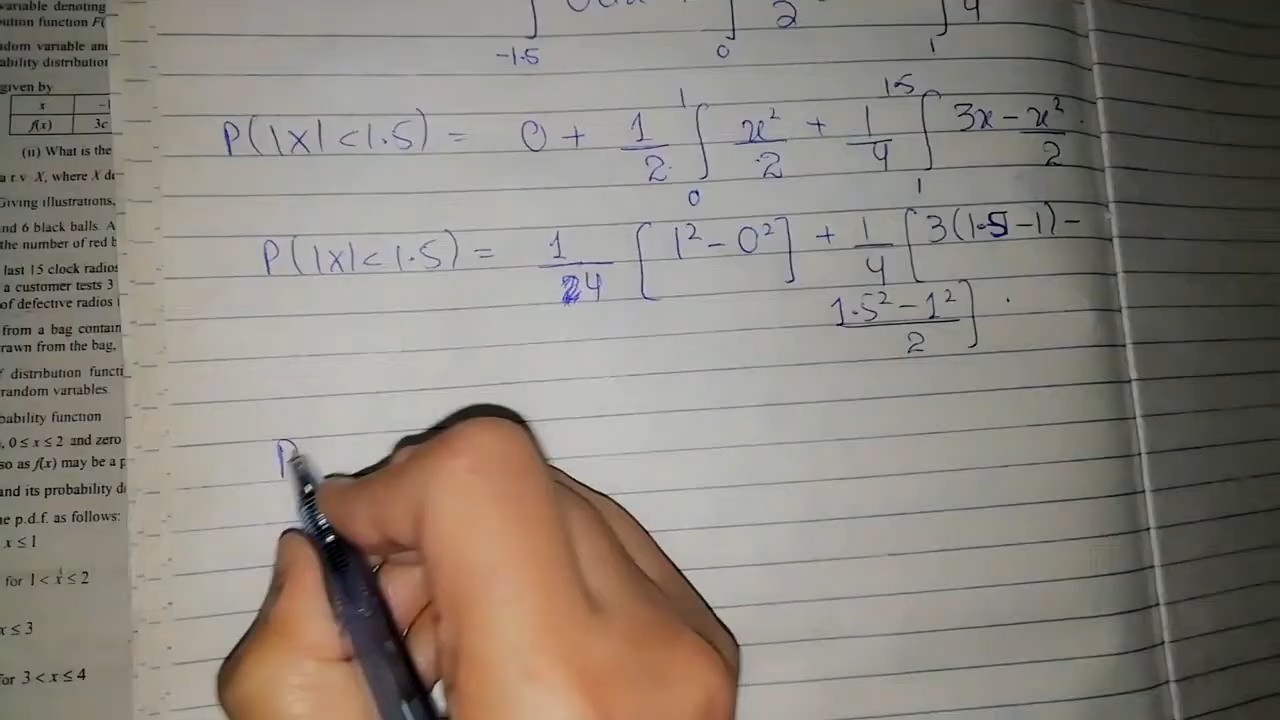 variable denoting
bution function F(
dom variable and
ability distribution
given by
x
f(x) 3c
(ii) What is the
a r.v X, where X de
Giving illustrations,
nd 6 black balls. A
the number of red b
last 15 clock radios
a customer tests 3
of defective radios
from a bag contain
rawn from the bag,
f distribution functi
random variables
bability function
, 0 ≤ x ≤ 2 and zero
so as f(x) may be a p
and its probability d
e p.d.f. as follows:
x ≤ 1
for 1 < x ≤ 2
x ≤ 3
for 3 < x ≤ 4
-1.5 ∫ 0 ∫ 2 1 ∫ 4
P(|X| < 1.5) = 0 + 1/2 ∫₀¹ x²/2 + 1/4 ∫₁^1.5 3x - x²/2
P(|X| < 1.5) = 1/4 [1² - 0²] + 1/4 [3(1.5 - 1) -
1.5² - 1²/2]
P